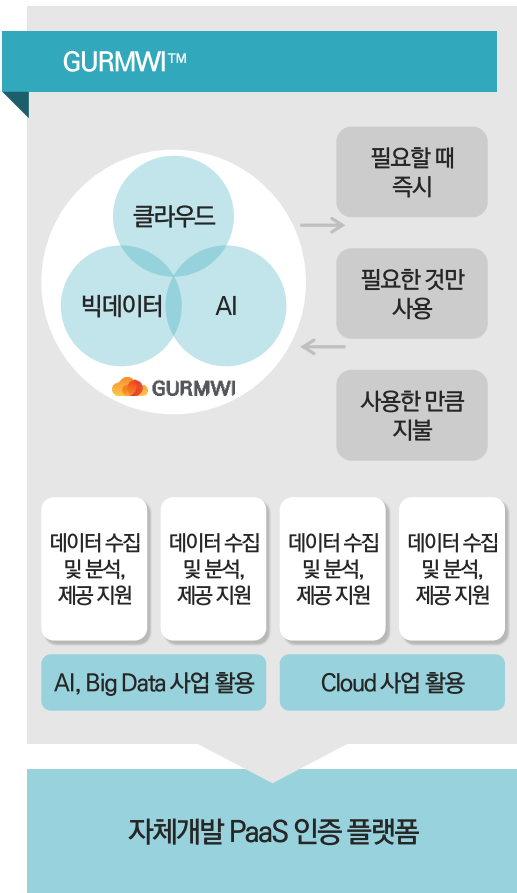 GURMWI™
클라우드
빅데이터
AI
GURMWI
필요할 때
즉시
필요한 것만
사용
사용한 만큼
지불
데이터 수집
및 분석,
제공 지원
데이터 수집
및 분석,
제공 지원
데이터 수집
및 분석,
제공 지원
데이터 수집
및 분석,
제공 지원
AI, Big Data 사업 활용
Cloud 사업 활용
자체개발 PaaS 인증 플랫폼